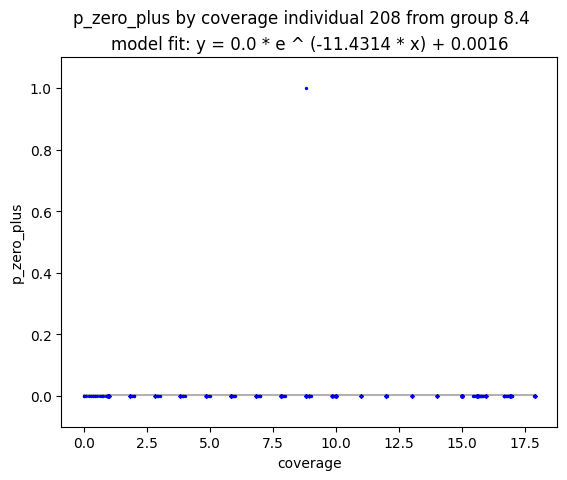 p_zero_plus by coverage individual 208 from group 8.4
model fit: y = 0.0 * e ^ (-11.4314 * x) + 0.0016
1.0
0.8
0.6
0.4
0.2
0.0
p_zero_plus
0.0 2.5 5.0 7.5 10.0 12.5 15.0 17.5
coverage